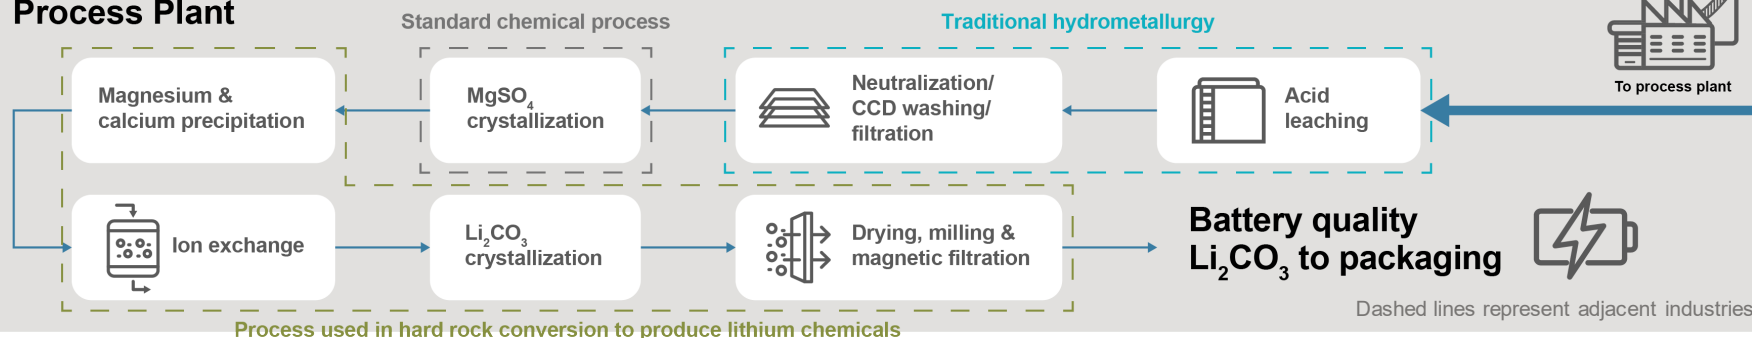 Process Plant
Standard chemical process
Traditional hydrometallurgy
To process plant
Magnesium &
calcium precipitation
MgSO₄
crystallization
Neutralization/
CCD washing/
filtration
Acid
leaching
Ion exchange
Li₂CO₃
crystallization
Drying, milling &
magnetic filtration
Battery quality
Li₂CO₃ to packaging
Dashed lines represent adjacent industries
Process used in hard rock conversion to produce lithium chemicals